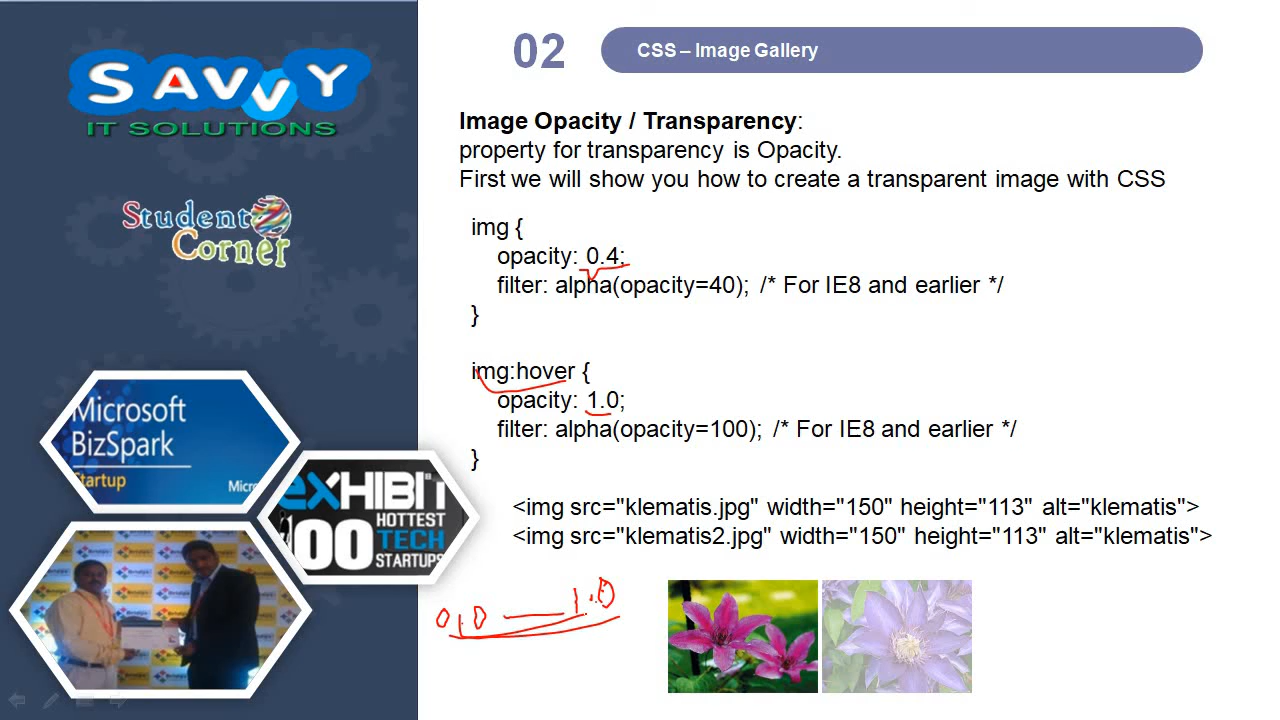 SAVVY
IT SOLUTIONS
Student
Corner
Microsoft
BizSpark
Startup
Micro
eXHIBIT
100
HOTTEST
TECH
STARTUPS
02
CSS – Image Gallery
Image Opacity / Transparency:
property for transparency is Opacity.
First we will show you how to create a transparent image with CSS
img {
opacity: 0.4;
filter: alpha(opacity=40); /* For IE8 and earlier */
}
img:hover {
opacity: 1.0;
filter: alpha(opacity=100); /* For IE8 and earlier */
}
<img src="klematis.jpg" width="150" height="113" alt="klematis">
<img src="klematis2.jpg" width="150" height="113" alt="klematis">
0.0 — 1.0